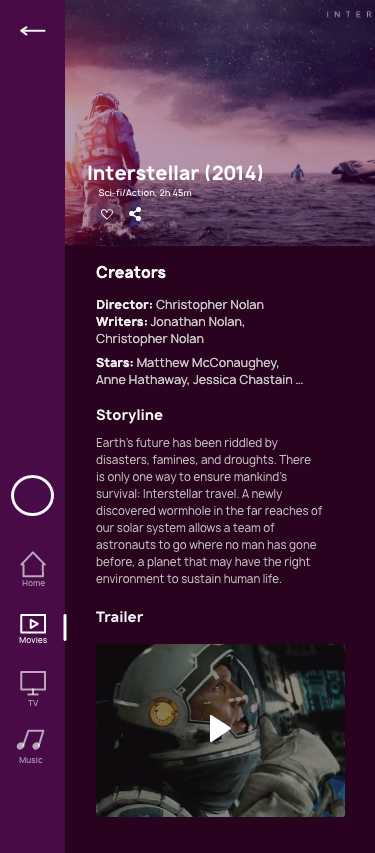 INTER
Interstellar (2014)
Sci-fi/Action, 2h 45m
Creators
Director: Christopher Nolan
Writers: Jonathan Nolan,
Christopher Nolan
Stars: Matthew McConaughey,
Anne Hathaway, Jessica Chastain ...
Storyline
Earth's future has been riddled by
disasters, famines, and droughts. There
is only one way to ensure mankind's
survival: Interstellar travel. A newly
discovered wormhole in the far reaches of
our solar system allows a team of
astronauts to go where no man has gone
before, a planet that may have the right
environment to sustain human life.
Trailer
Home
Movies
TV
Music